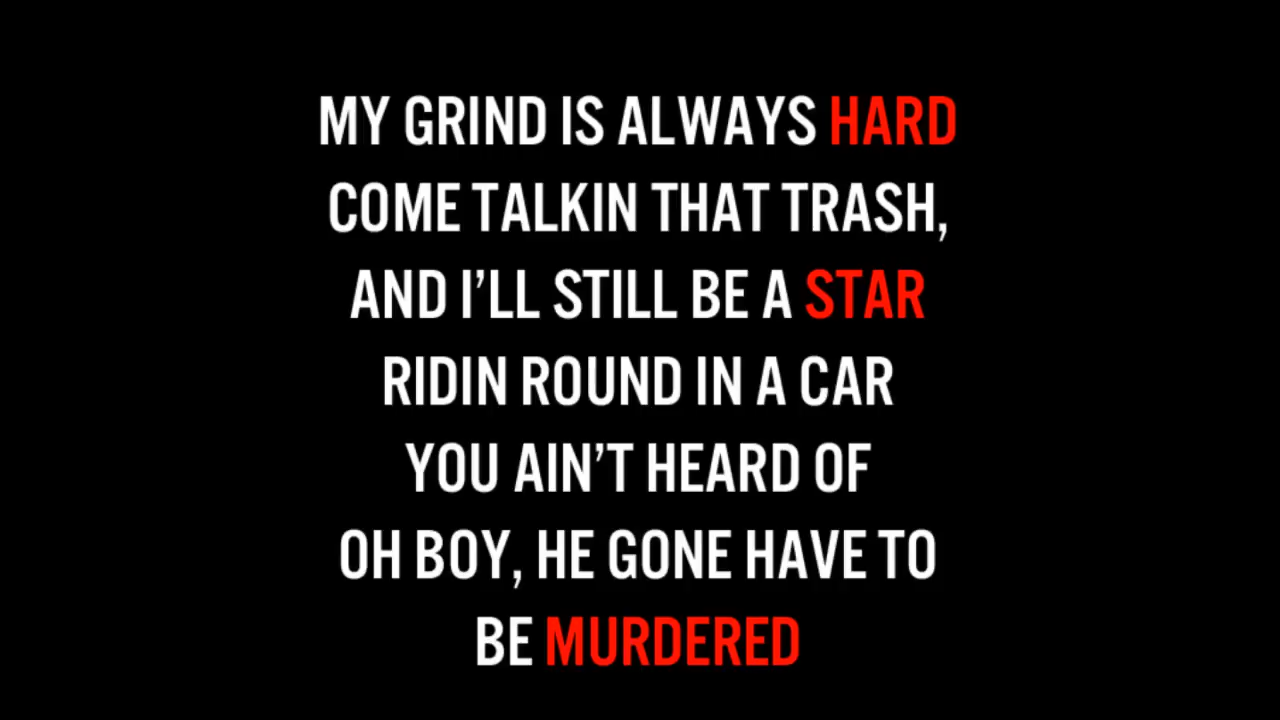 MY GRIND IS ALWAYS HARD
COME TALKIN THAT TRASH,
AND I'LL STILL BE A STAR
RIDIN ROUND IN A CAR
YOU AIN'T HEARD OF
OH BOY, HE GONE HAVE TO
BE MURDERED